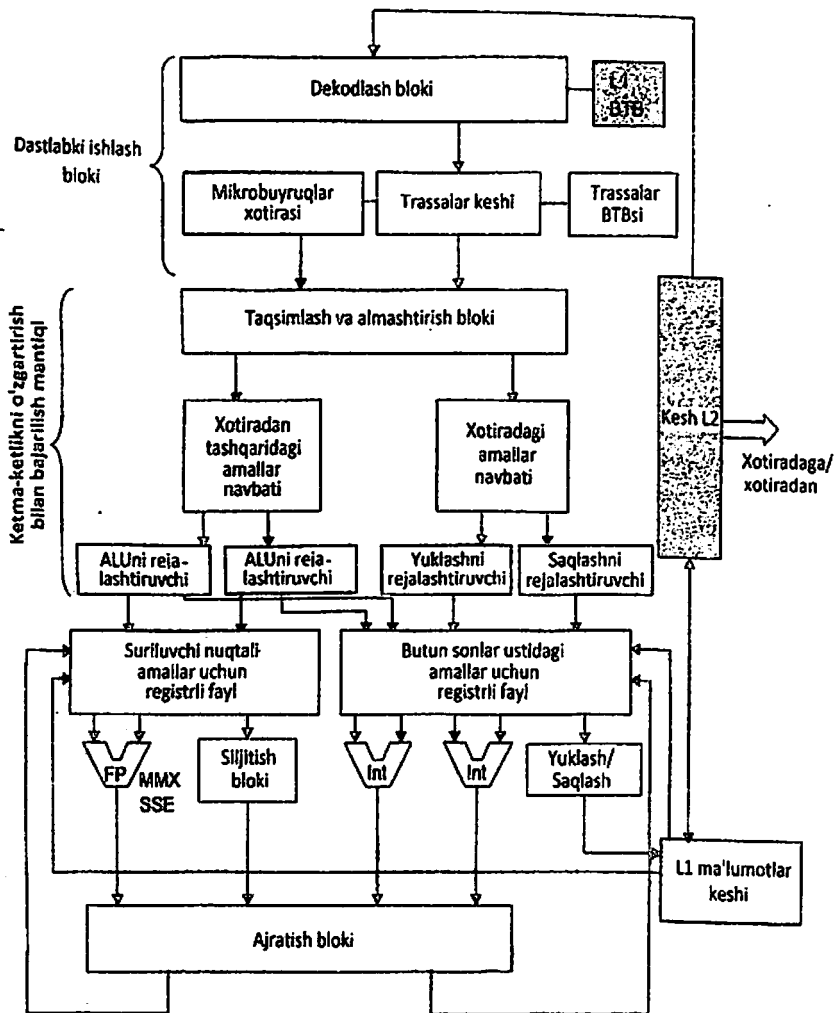 Dekodlash bloki
L1
BTB
Dastlabki ishlash
bloki
Mikrobuyruqlar
xotirasi
Trassalar keshi
Trassalar
BTBsi
Taqsimlash va almashtirish bloki
Ketma-ketlikni o'zgartirish
bilan bajarilish mantiqi
Xotiradan
tashqaridagi
amallar
navbati
Xotiradagi
amallar
navbati
Kesh L2
Xotiradaga/
xotiradan
ALUni reja-
lashtiruvchi
ALUni reja-
lashtiruvchi
Yuklashni
rejalashtiruvchi
Saqlashni
rejalashtiruvchi
Suriluvchi nuqtali
amallar uchun
registrli fayl
Butun sonlar ustidagi
amallar uchun
registrli fayl
FP
MMX
SSE
Siljitish
bloki
Int
Int
Yuklash/
Saqlash
L1 ma'lumotlar
keshi
Ajratish bloki